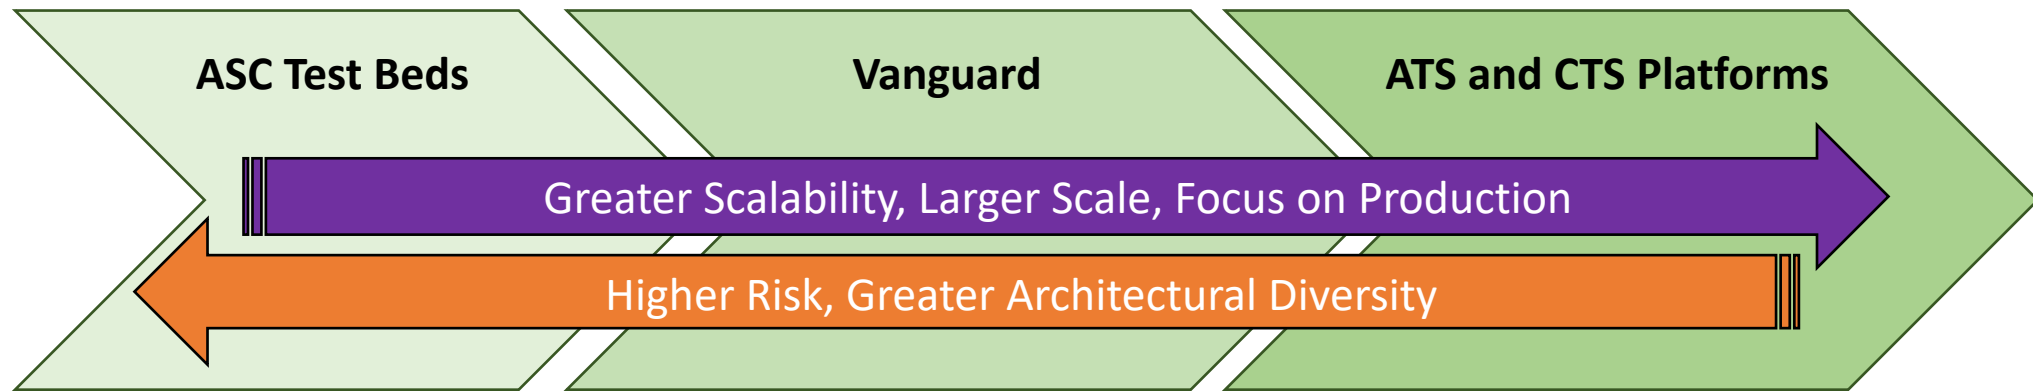 ASC Test Beds
Vanguard
ATS and CTS Platforms
Greater Scalability, Larger Scale, Focus on Production
Higher Risk, Greater Architectural Diversity